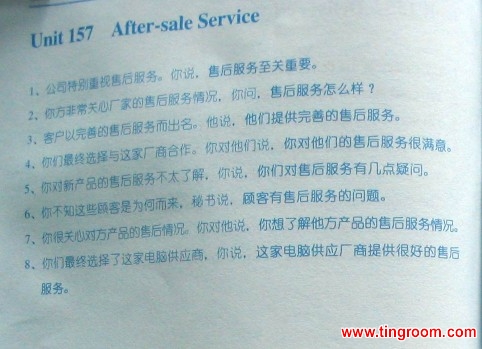 Unit 157 After-sale Service
1、公司特别重视售后服务。你说，售后服务至关重要。
2、你方非常关心厂家的售后服务情况，你问，售后服务怎么样？
3、客户以完善的售后服务而出名。他说，他们提供完善的售后服务。
4、你们最终选择与这家厂商合作。你对他们说，你对他们的售后服务很满意。
5、你对新产品的售后服务不太了解，你说，你们对售后服务有几点疑问。
6、你不知这些顾客是为何而来，秘书说，顾客有售后服务的问题。
7、你很关心对方产品的售后情况。你对他说，你想了解他方产品的售后服务情况。
8、你们最终选择了这家电脑供应商，你说，这家电脑供应厂商提供很好的售后
服务。
www.tingroom.com